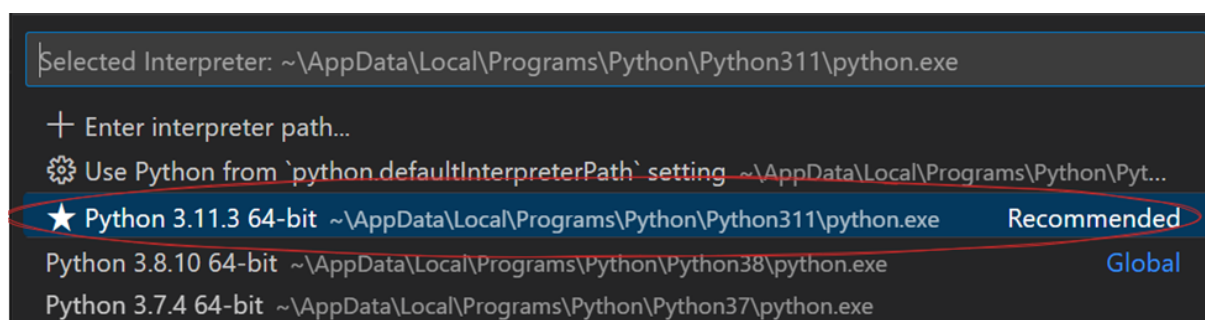 Selected Interpreter: ~\AppData\Local\Programs\Python\Python311\python.exe
Enter interpreter path...
Use Python from `python.defaultInterpreterPath` setting ~\AppData\Local\Programs\Python\Pyt...
Python 3.11.3 64-bit ~\AppData\Local\Programs\Python\Python311\python.exe Recommended
Python 3.8.10 64-bit ~\AppData\Local\Programs\Python\Python38\python.exe Global
Python 3.7.4 64-bit ~\AppData\Local\Programs\Python\Python37\python.exe